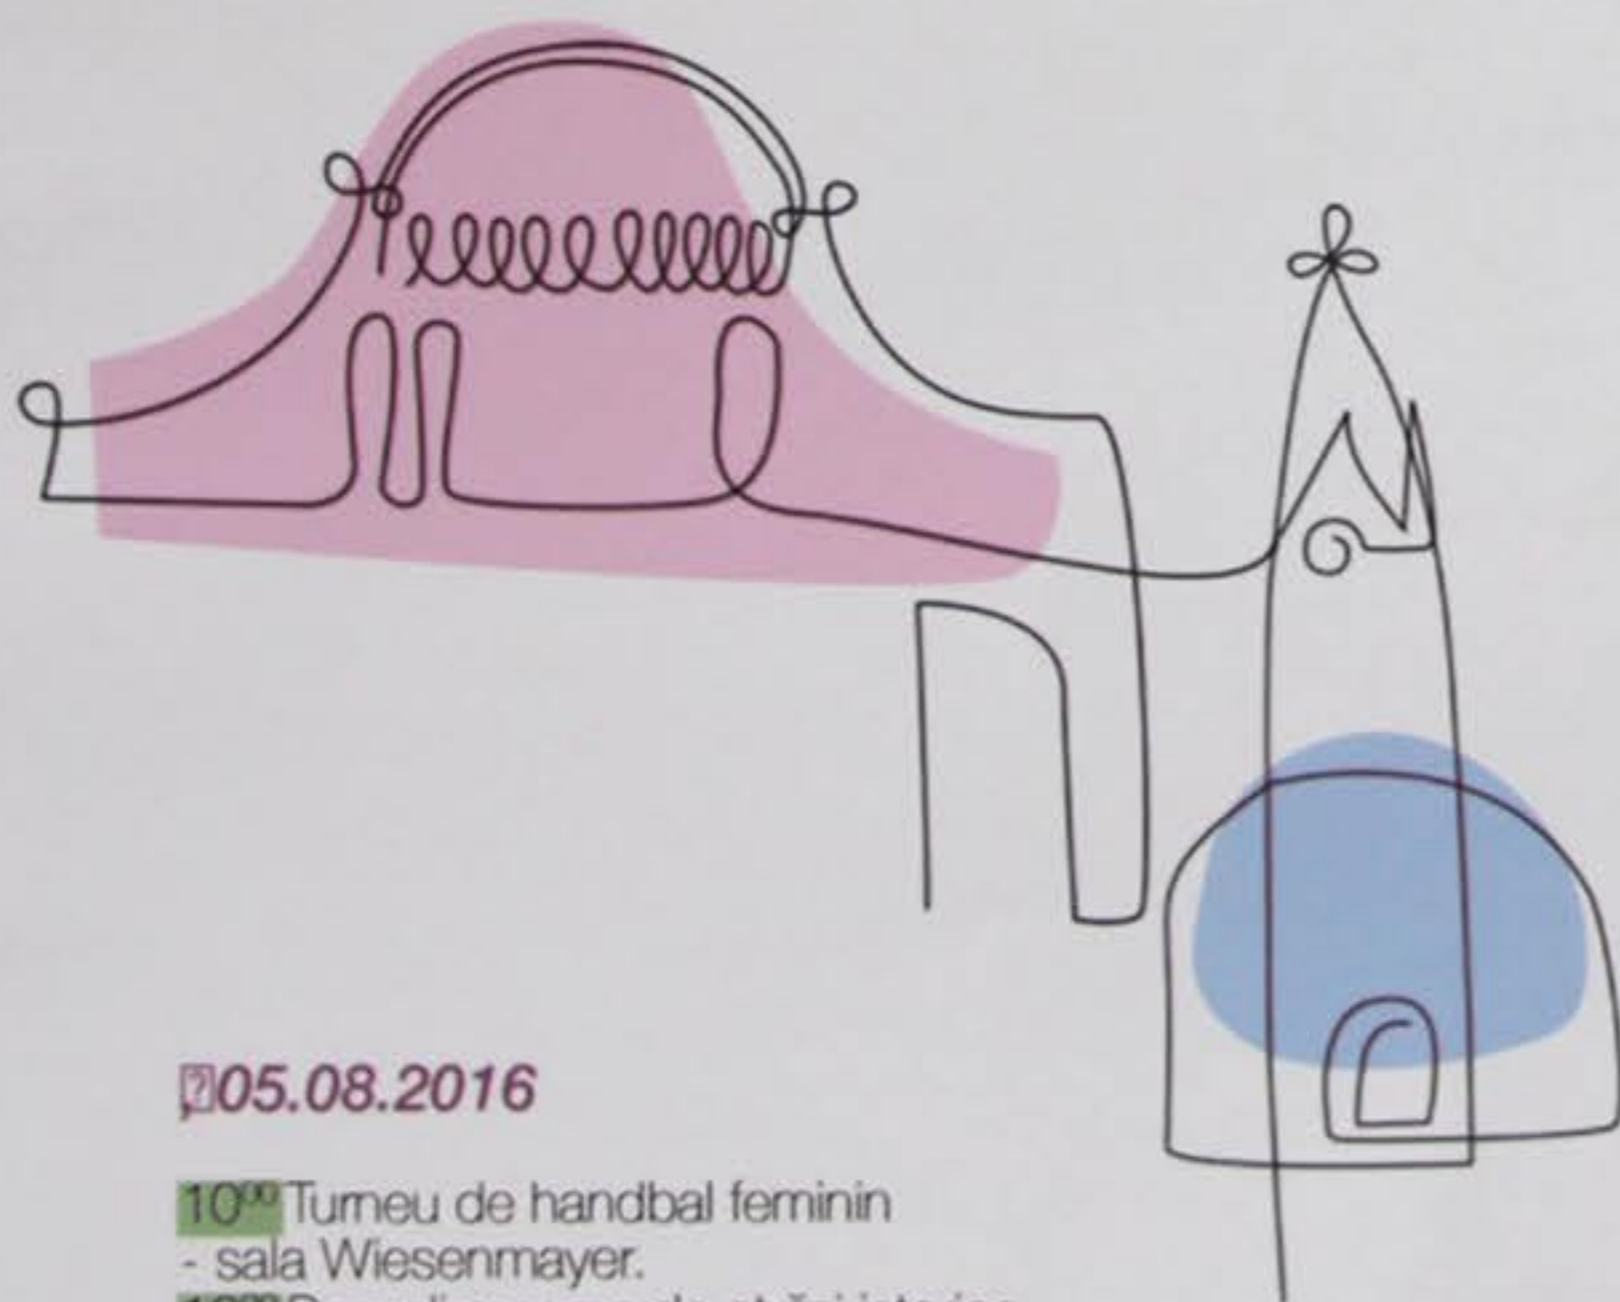 05.08.2016
10⁰⁰ Turneu de handbal feminin
- sala Wiesenmayer.